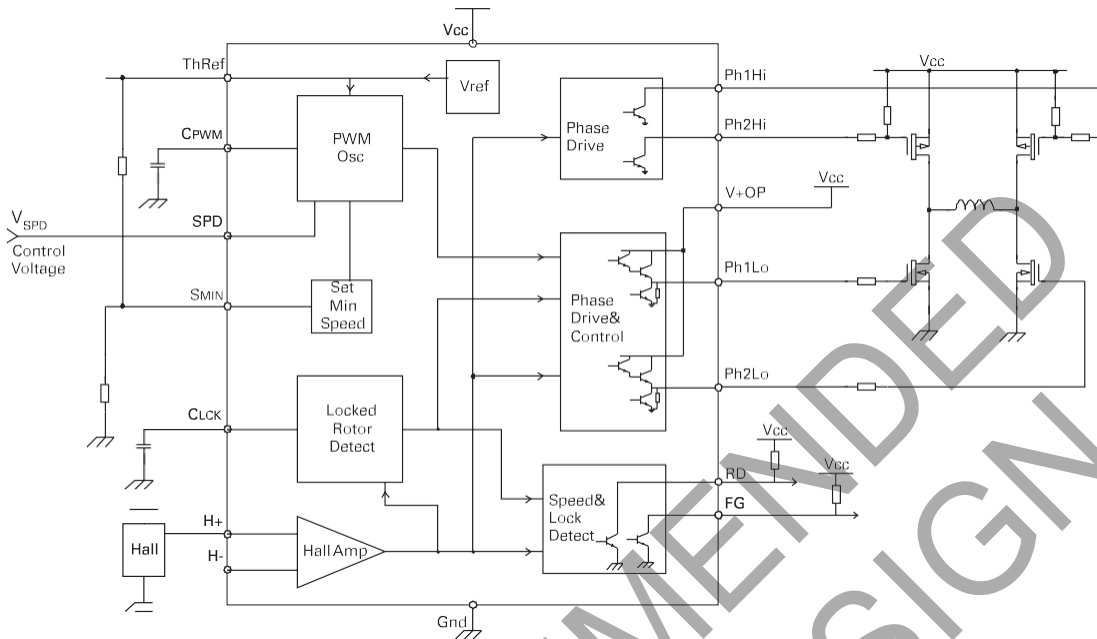 Vcc
ThRef
Vref
CPWM
PWM
Osc
VSPD
SPD
Control
Voltage
SMIN
Set
Min
Speed
CLCK
Locked
Rotor
Detect
H+
Hall
H-
Hall Amp
Gnd
Phase
Drive
Phase
Drive&
Control
Speed&
Lock
Detect
Ph1Hi
Ph2Hi
V+OP
Vcc
Ph1Lo
Ph2Lo
Vcc
RD
Vcc
FG
Vcc
MENDED
SIGN